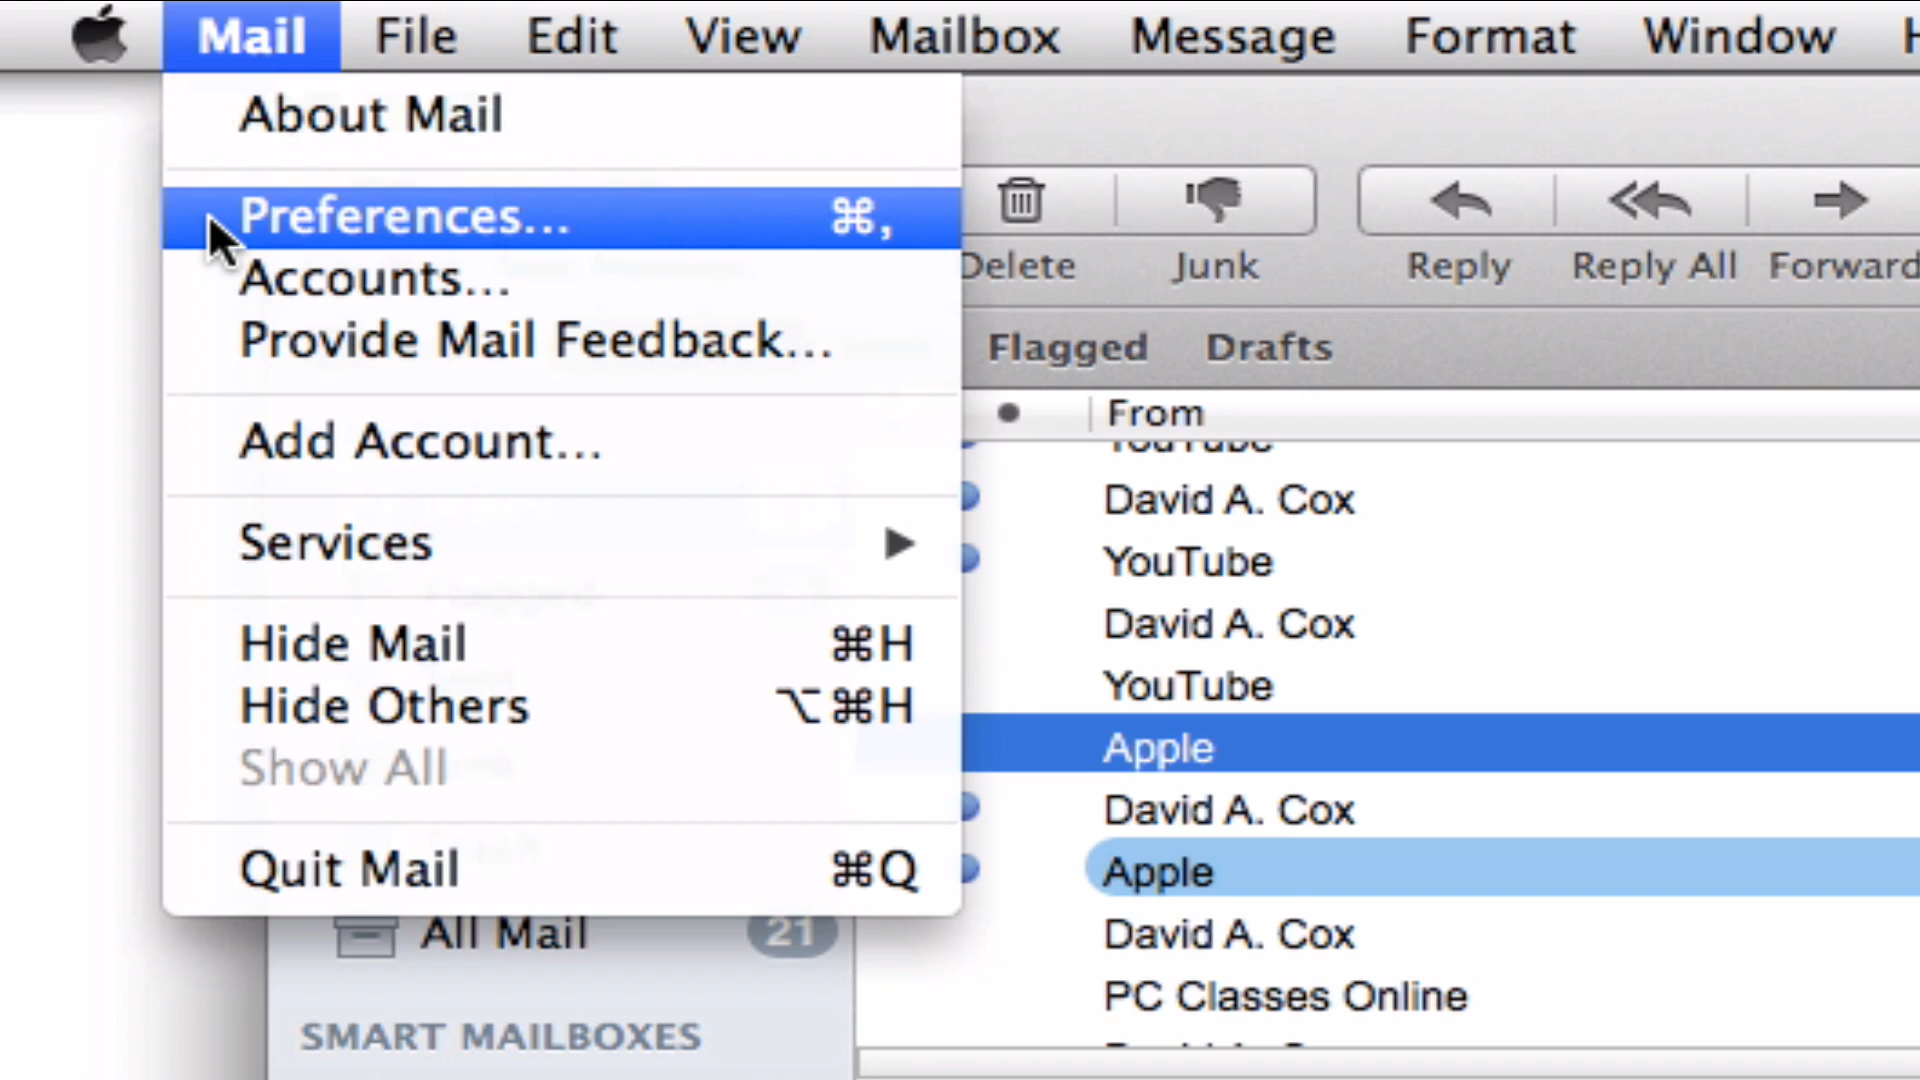 Mail File Edit View Mailbox Message Format Window
About Mail
Preferences... ⌘,
Accounts...
Provide Mail Feedback...
Add Account...
Services ▶
Hide Mail ⌘H
Hide Others ⌥⌘H
Show All
Quit Mail ⌘Q
All Mail 21
SMART MAILBOXES
Delete Junk Reply Reply All Forward
Flagged Drafts
From
YouTube
David A. Cox
YouTube
David A. Cox
YouTube
Apple
David A. Cox
Apple
David A. Cox
PC Classes Online